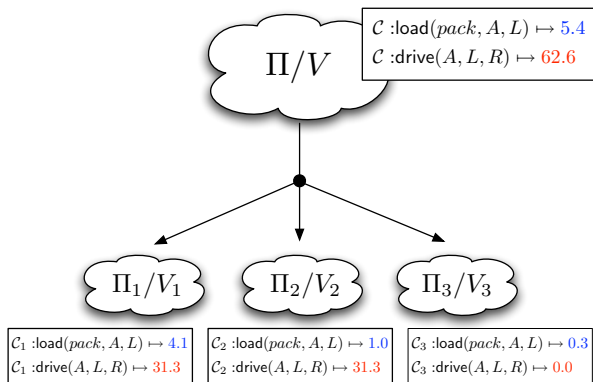 Π/V
𝒞 :load(pack, A, L) ↦ 5.4
𝒞 :drive(A, L, R) ↦ 62.6
Π₁/V₁
Π₂/V₂
Π₃/V₃
𝒞₁ :load(pack, A, L) ↦ 4.1
𝒞₁ :drive(A, L, R) ↦ 31.3
𝒞₂ :load(pack, A, L) ↦ 1.0
𝒞₂ :drive(A, L, R) ↦ 31.3
𝒞₃ :load(pack, A, L) ↦ 0.3
𝒞₃ :drive(A, L, R) ↦ 0.0